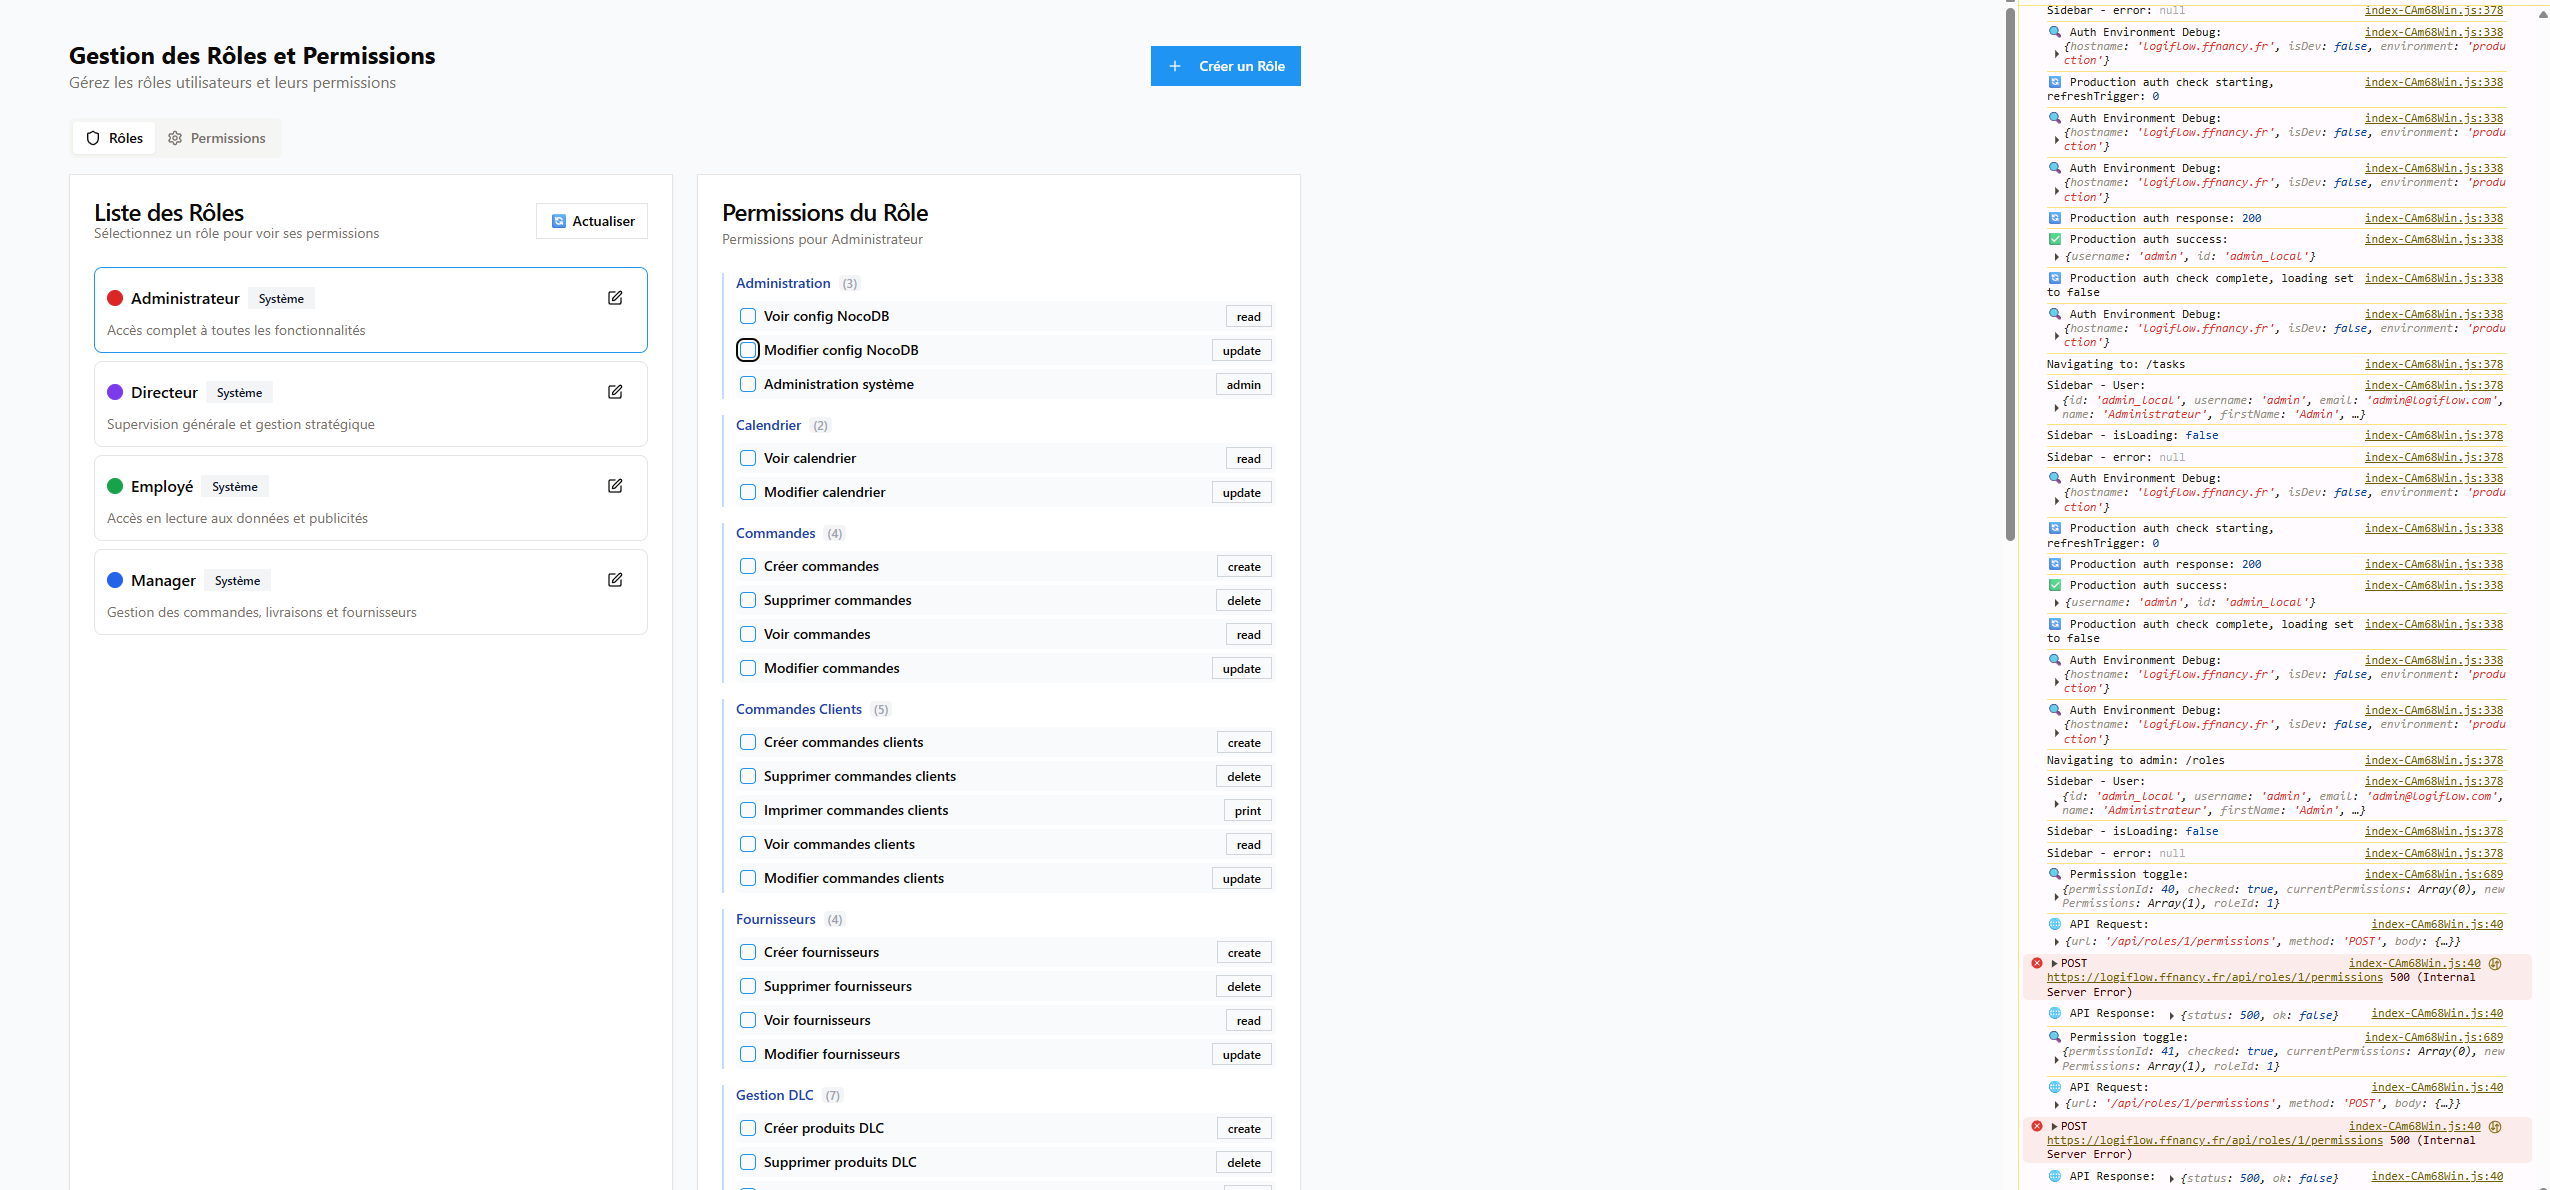 Gestion des Rôles et Permissions
Gérez les rôles utilisateurs et leurs permissions
Créer un Rôle
Rôles
Permissions
Liste des Rôles
Sélectionnez un rôle pour voir ses permissions
Actualiser
Administrateur
Système
Accès complet à toutes les fonctionnalités
Directeur
Système
Supervision générale et gestion stratégique
Employé
Système
Accès en lecture aux données et publicités
Manager
Système
Gestion des commandes, livraisons et fournisseurs
Permissions du Rôle
Permissions pour Administrateur
Administration (3)
Voir config NocoDB read
Modifier config NocoDB update
Administration système admin
Calendrier (2)
Voir calendrier read
Modifier calendrier update
Commandes (4)
Créer commandes create
Supprimer commandes delete
Voir commandes read
Modifier commandes update
Commandes Clients (5)
Créer commandes clients create
Supprimer commandes clients delete
Imprimer commandes clients print
Voir commandes clients read
Modifier commandes clients update
Fournisseurs (4)
Créer fournisseurs create
Supprimer fournisseurs delete
Voir fournisseurs read
Modifier fournisseurs update
Gestion DLC (7)
Créer produits DLC create
Supprimer produits DLC delete
Sidebar - error: null index-CAm68Win.js:378
Auth Environment Debug: index-CAm68Win.js:338
{hostname: 'logiflow.ffnancy.fr', isDev: false, environment: 'produ
ction'}
Production auth check starting, index-CAm68Win.js:338
refreshTrigger: 0
Auth Environment Debug: index-CAm68Win.js:338
{hostname: 'logiflow.ffnancy.fr', isDev: false, environment: 'produ
ction'}
Auth Environment Debug: index-CAm68Win.js:338
{hostname: 'logiflow.ffnancy.fr', isDev: false, environment: 'produ
ction'}
Production auth response: 200 index-CAm68Win.js:338
Production auth success: index-CAm68Win.js:338
{username: 'admin', id: 'admin_local'}
Production auth check complete, loading set index-CAm68Win.js:338
to false
Auth Environment Debug: index-CAm68Win.js:338
{hostname: 'logiflow.ffnancy.fr', isDev: false, environment: 'produ
ction'}
Navigating to: /tasks index-CAm68Win.js:378
Sidebar - User: index-CAm68Win.js:378
{id: 'admin_local', username: 'admin', email: 'admin@logiflow.com',
name: 'Administrateur', firstName: 'Admin', …}
Sidebar - isLoading: false index-CAm68Win.js:378
Sidebar - error: null index-CAm68Win.js:378
Auth Environment Debug: index-CAm68Win.js:338
{hostname: 'logiflow.ffnancy.fr', isDev: false, environment: 'produ
ction'}
Production auth check starting, index-CAm68Win.js:338
refreshTrigger: 0
Production auth response: 200 index-CAm68Win.js:338
Production auth success: index-CAm68Win.js:338
{username: 'admin', id: 'admin_local'}
Production auth check complete, loading set index-CAm68Win.js:338
to false
Auth Environment Debug: index-CAm68Win.js:338
{hostname: 'logiflow.ffnancy.fr', isDev: false, environment: 'produ
ction'}
Auth Environment Debug: index-CAm68Win.js:338
{hostname: 'logiflow.ffnancy.fr', isDev: false, environment: 'produ
ction'}
Navigating to admin: /roles index-CAm68Win.js:378
Sidebar - User: index-CAm68Win.js:378
{id: 'admin_local', username: 'admin', email: 'admin@logiflow.com',
name: 'Administrateur', firstName: 'Admin', …}
Sidebar - isLoading: false index-CAm68Win.js:378
Sidebar - error: null index-CAm68Win.js:378
Permission toggle: index-CAm68Win.js:689
{permissionId: 40, checked: true, currentPermissions: Array(0), new
Permissions: Array(1), roleId: 1}
API Request: index-CAm68Win.js:40
{url: '/api/roles/1/permissions', method: 'POST', body: {…}}
POST index-CAm68Win.js:40
https://logiflow.ffnancy.fr/api/roles/1/permissions 500 (Internal
Server Error)
API Response: {status: 500, ok: false} index-CAm68Win.js:40
Permission toggle: index-CAm68Win.js:689
{permissionId: 41, checked: true, currentPermissions: Array(0), new
Permissions: Array(1), roleId: 1}
API Request: index-CAm68Win.js:40
{url: '/api/roles/1/permissions', method: 'POST', body: {…}}
POST index-CAm68Win.js:40
https://logiflow.ffnancy.fr/api/roles/1/permissions 500 (Internal
Server Error)
API Response: {status: 500, ok: false} index-CAm68Win.js:40